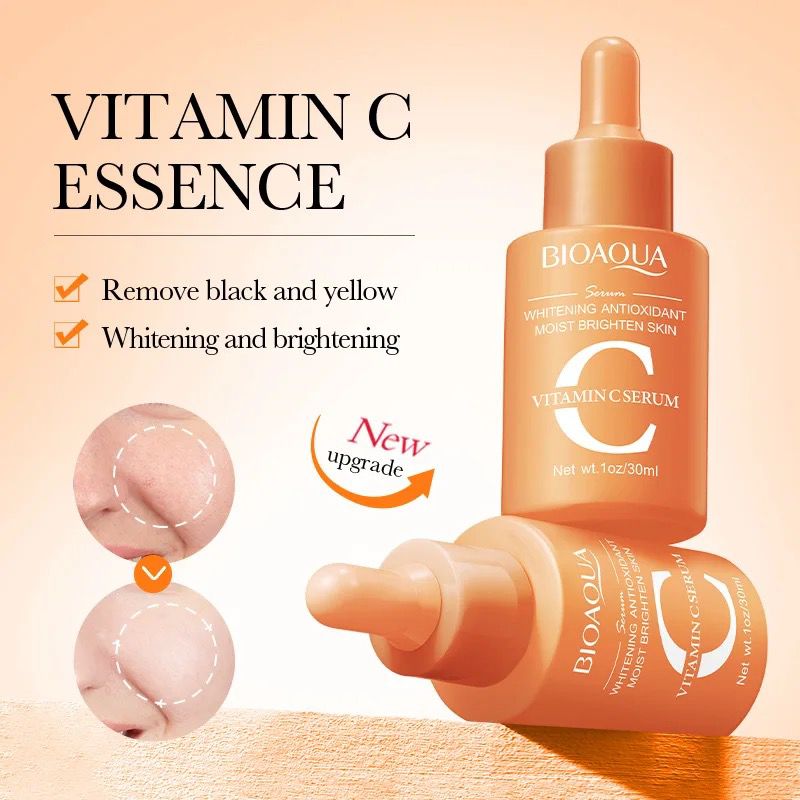 VITAMIN C
ESSENCE
Remove black and yellow
Whitening and brightening
New
upgrade
BIOAQUA
Serum
WHITENING ANTIOXIDANT
MOIST BRIGHTEN SKIN
C
VITAMIN C SERUM
Net wt.1oz/30ml
BIOAQUA
Serum
WHITENING ANTIOXIDANT
MOIST BRIGHTEN SKIN
C
VITAMIN C SERUM
Net wt.1oz/30ml